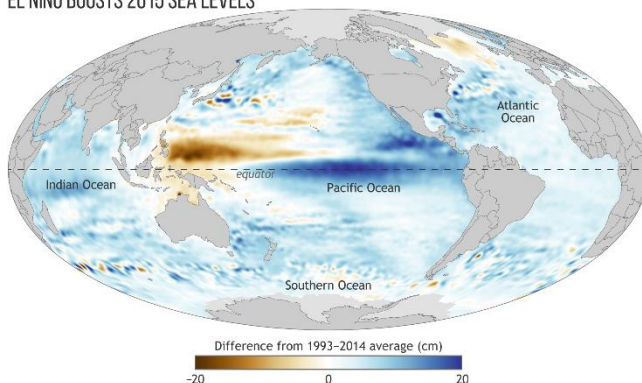 EL NIÑO BOOSTS 2015 SEA LEVELS
Atlantic
Ocean
equator
Indian Ocean
Pacific Ocean
Southern Ocean
Difference from 1993–2014 average (cm)
−20 0 20